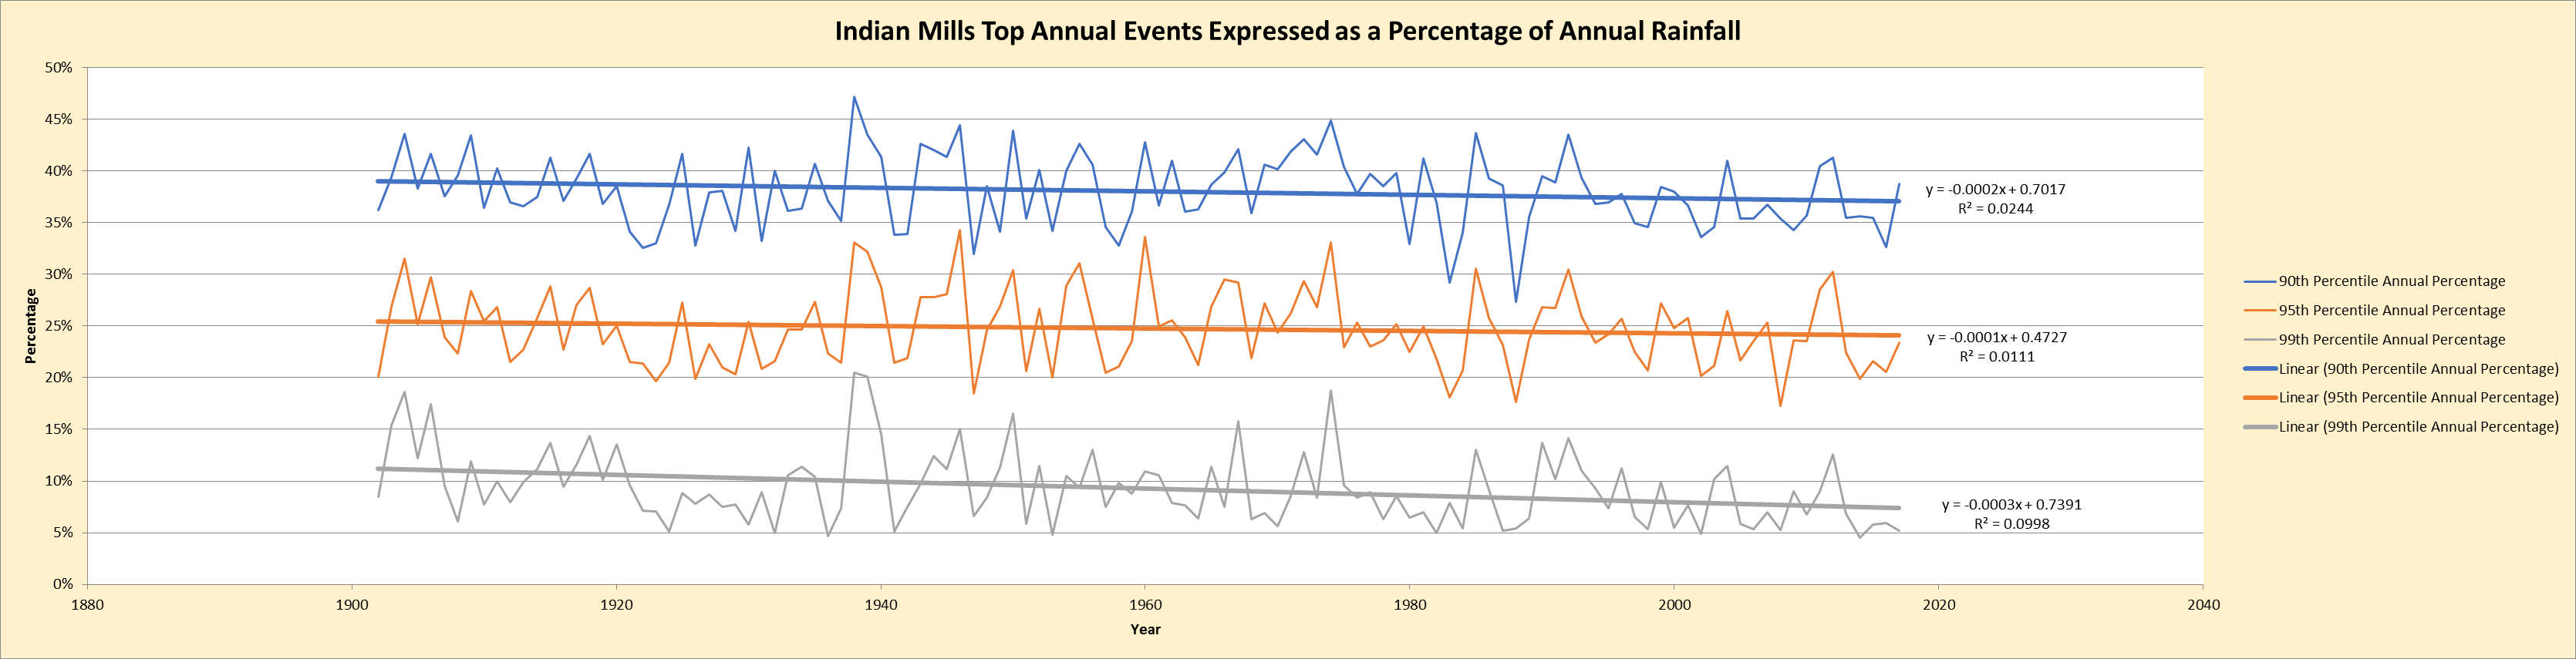 Indian Mills Top Annual Events Expressed as a Percentage of Annual Rainfall
50%
45%
40%
35%
30%
25%
20%
15%
10%
5%
0%
Percentage
1880 1900 1920 1940 1960 1980 2000 2020 2040
Year
y = -0.0002x + 0.7017
R² = 0.0244
y = -0.0001x + 0.4727
R² = 0.0111
y = -0.0003x + 0.7391
R² = 0.0998
90th Percentile Annual Percentage
95th Percentile Annual Percentage
99th Percentile Annual Percentage
Linear (90th Percentile Annual Percentage)
Linear (95th Percentile Annual Percentage)
Linear (99th Percentile Annual Percentage)